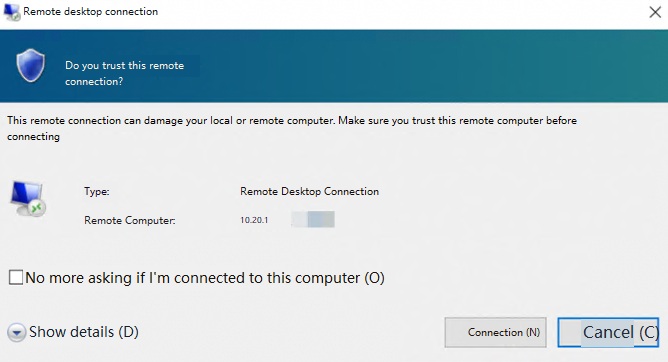 Remote desktop connection
Do you trust this remote
connection?
This remote connection can damage your local or remote computer. Make sure you trust this remote computer before
connecting
Type: Remote Desktop Connection
Remote Computer: 10.20.1
No more asking if I'm connected to this computer (O)
Show details (D)
Connection (N)
Cancel (C)